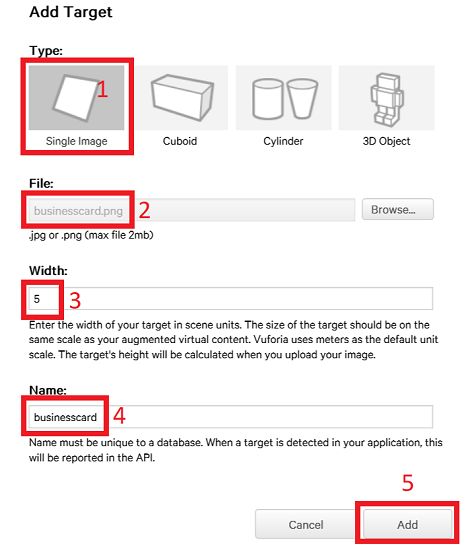 Add Target
Type:
1
Single Image Cuboid Cylinder 3D Object
File:
businesscard.png 2 Browse...
.jpg or .png (max file 2mb)
Width:
5 3
Enter the width of your target in scene units. The size of the target should be on the
same scale as your augmented virtual content. Vuforia uses meters as the default unit
scale. The target's height will be calculated when you upload your image.
Name:
businesscard 4
Name must be unique to a database. When a target is detected in your application, this
will be reported in the API.
5
Cancel Add